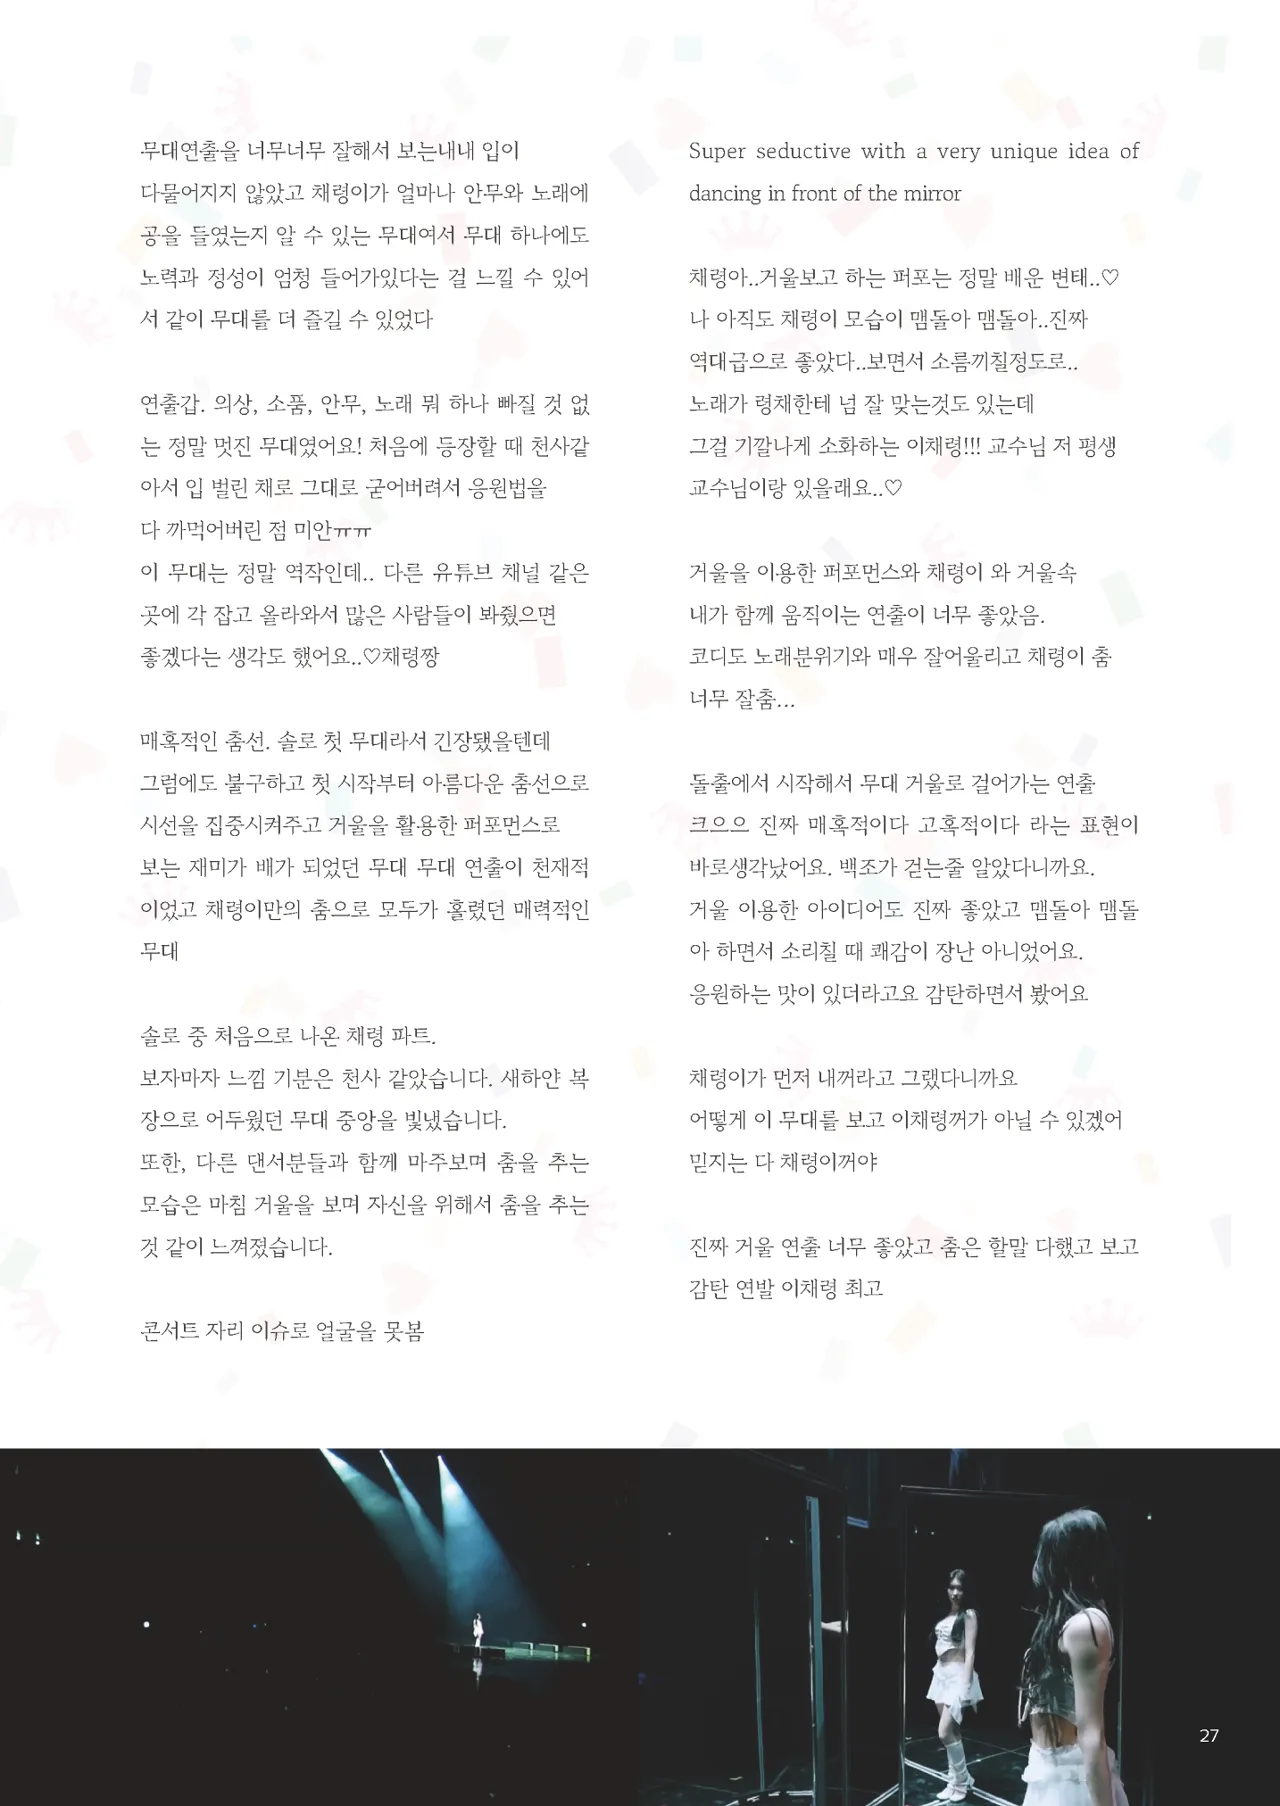 무대연출을 너무너무 잘해서 보는내내 입이
다물어지지 않았고 채령이가 얼마나 안무와 노래에
공을 들였는지 알 수 있는 무대여서 무대 하나에도
노력과 정성이 엄청 들어가있다는 걸 느낄 수 있어
서 같이 무대를 더 즐길 수 있었다
연출갑. 의상, 소품, 안무, 노래 뭐 하나 빠질 것 없
는 정말 멋진 무대였어요! 처음에 등장할 때 천사같
아서 입 벌린 채로 그대로 굳어버려서 응원법을
다 까먹어버린 점 미안ㅠㅠ
이 무대는 정말 역작인데.. 다른 유튜브 채널 같은
곳에 각 잡고 올라와서 많은 사람들이 봐줬으면
좋겠다는 생각도 했어요..♡채령짱
매혹적인 춤선. 솔로 첫 무대라서 긴장됐을텐데
그럼에도 불구하고 첫 시작부터 아름다운 춤선으로
시선을 집중시켜주고 거울을 활용한 퍼포먼스로
보는 재미가 배가 되었던 무대 무대 연출이 천재적
이었고 채령이만의 춤으로 모두가 홀렸던 매력적인
무대
솔로 중 처음으로 나온 채령 파트.
보자마자 느낌 기분은 천사 같았습니다. 새하얀 복
장으로 어두웠던 무대 중앙을 빛냈습니다.
또한, 다른 댄서분들과 함께 마주보며 춤을 추는
모습은 마침 거울을 보며 자신을 위해서 춤을 추는
것 같이 느껴졌습니다.
콘서트 자리 이슈로 얼굴을 못봄
Super seductive with a very unique idea of
dancing in front of the mirror
채령아..거울보고 하는 퍼포는 정말 배운 변태..♡
나 아직도 채령이 모습이 맴돌아 맴돌아..진짜
역대급으로 좋았다..보면서 소름끼칠정도로..
노래가 령채한테 넘 잘 맞는것도 있는데
그걸 기깔나게 소화하는 이채령!!! 교수님 저 평생
교수님이랑 있을래요..♡
거울을 이용한 퍼포먼스와 채령이 와 거울속
내가 함께 움직이는 연출이 너무 좋았음.
코디도 노래분위기와 매우 잘어울리고 채령이 춤
너무 잘춤...
돌출에서 시작해서 무대 거울로 걸어가는 연출
크으으 진짜 매혹적이다 고혹적이다 라는 표현이
바로생각났어요. 백조가 걷는줄 알았다니까요.
거울 이용한 아이디어도 진짜 좋았고 맴돌아 맴돌
아 하면서 소리칠 때 쾌감이 장난 아니었어요.
응원하는 맛이 있더라고요 감탄하면서 봤어요
채령이가 먼저 내꺼라고 그랬다니까요
어떻게 이 무대를 보고 이채령꺼가 아닐 수 있겠어
믿지는 다 채령이꺼야
진짜 거울 연출 너무 좋았고 춤은 할말 다했고 보고
감탄 연발 이채령 최고
27